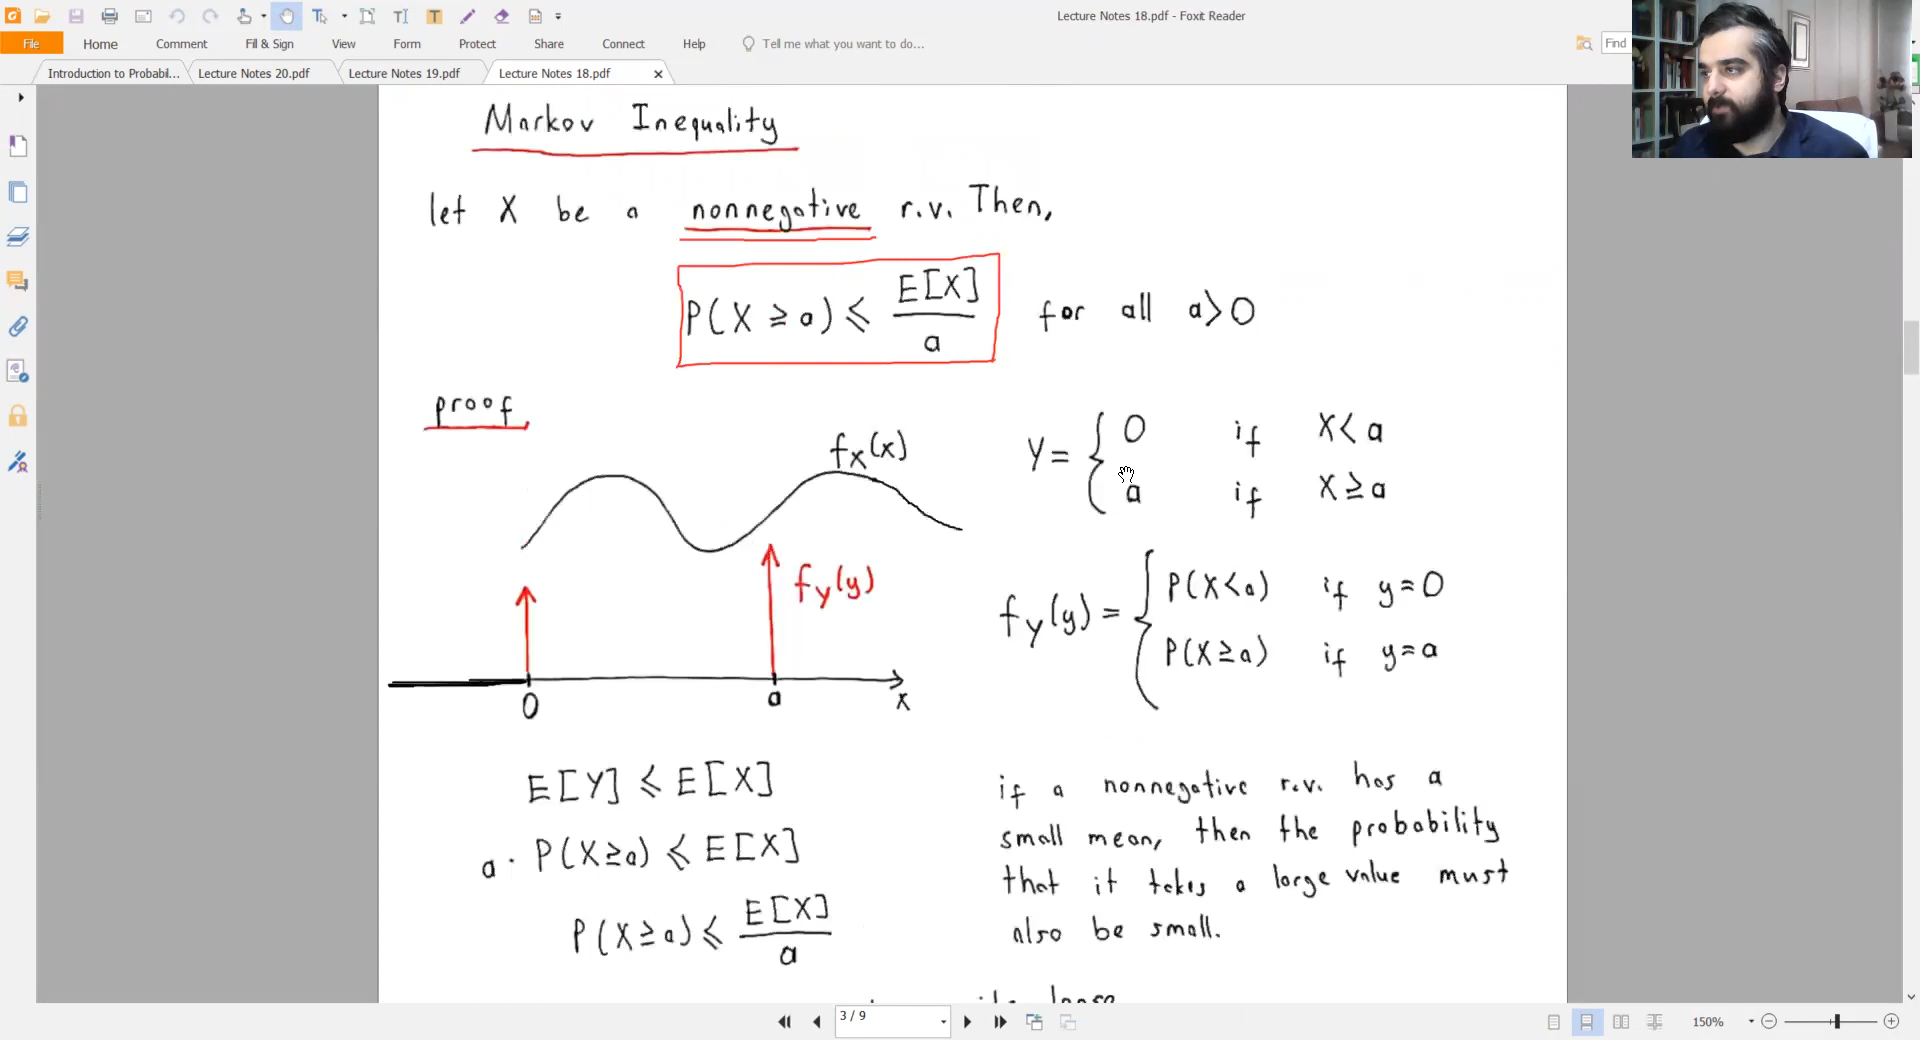 Lecture Notes 18.pdf - Foxit Reader
File Home Comment Fill & Sign View Form Protect Share Connect Help Tell me what you want to do... Find
Introduction to Probabil... Lecture Notes 20.pdf Lecture Notes 19.pdf Lecture Notes 18.pdf
Markov Inequality
let X be a nonnegative r.v. Then,
P(X ≥ a) ≤ E[X] / a for all a>0
proof
f_X(x)
f_Y(y)
0 a x
Y = { 0 if X < a
a if X ≥ a
f_Y(y) = { P(X<a) if y=0
P(X≥a) if y=a
E[Y] ≤ E[X]
a · P(X≥a) ≤ E[X]
P(X≥a) ≤ E[X] / a
if a nonnegative r.v. has a
small mean, then the probability
that it takes a large value must
also be small.
3 / 9
150%